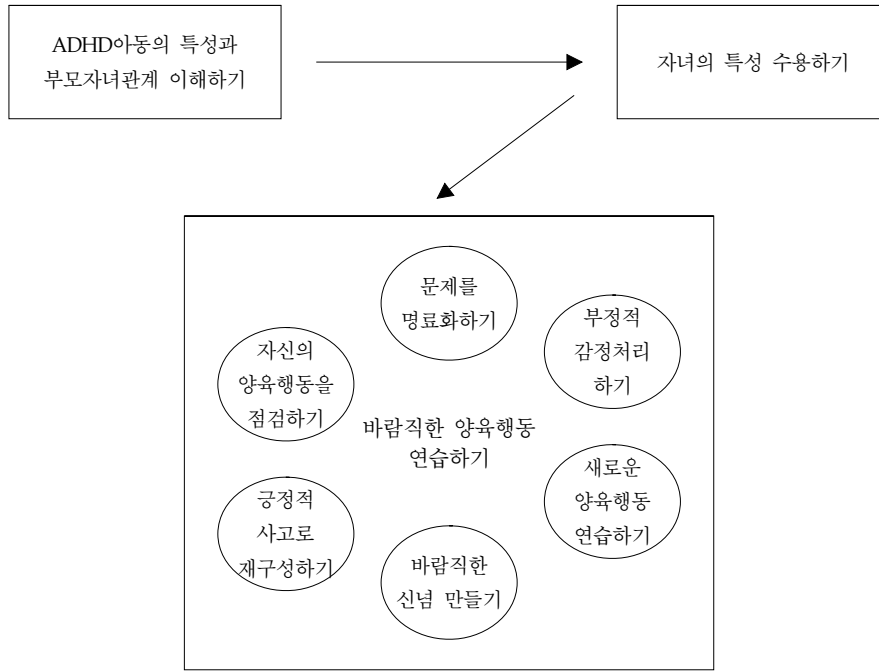 ADHD아동의 특성과
부모자녀관계 이해하기
자녀의 특성 수용하기
문제를
명료화하기
부정적
감정처리
하기
자신의
양육행동을
점검하기
바람직한 양육행동
연습하기
새로운
양육행동
연습하기
긍정적
사고로
재구성하기
바람직한
신념 만들기